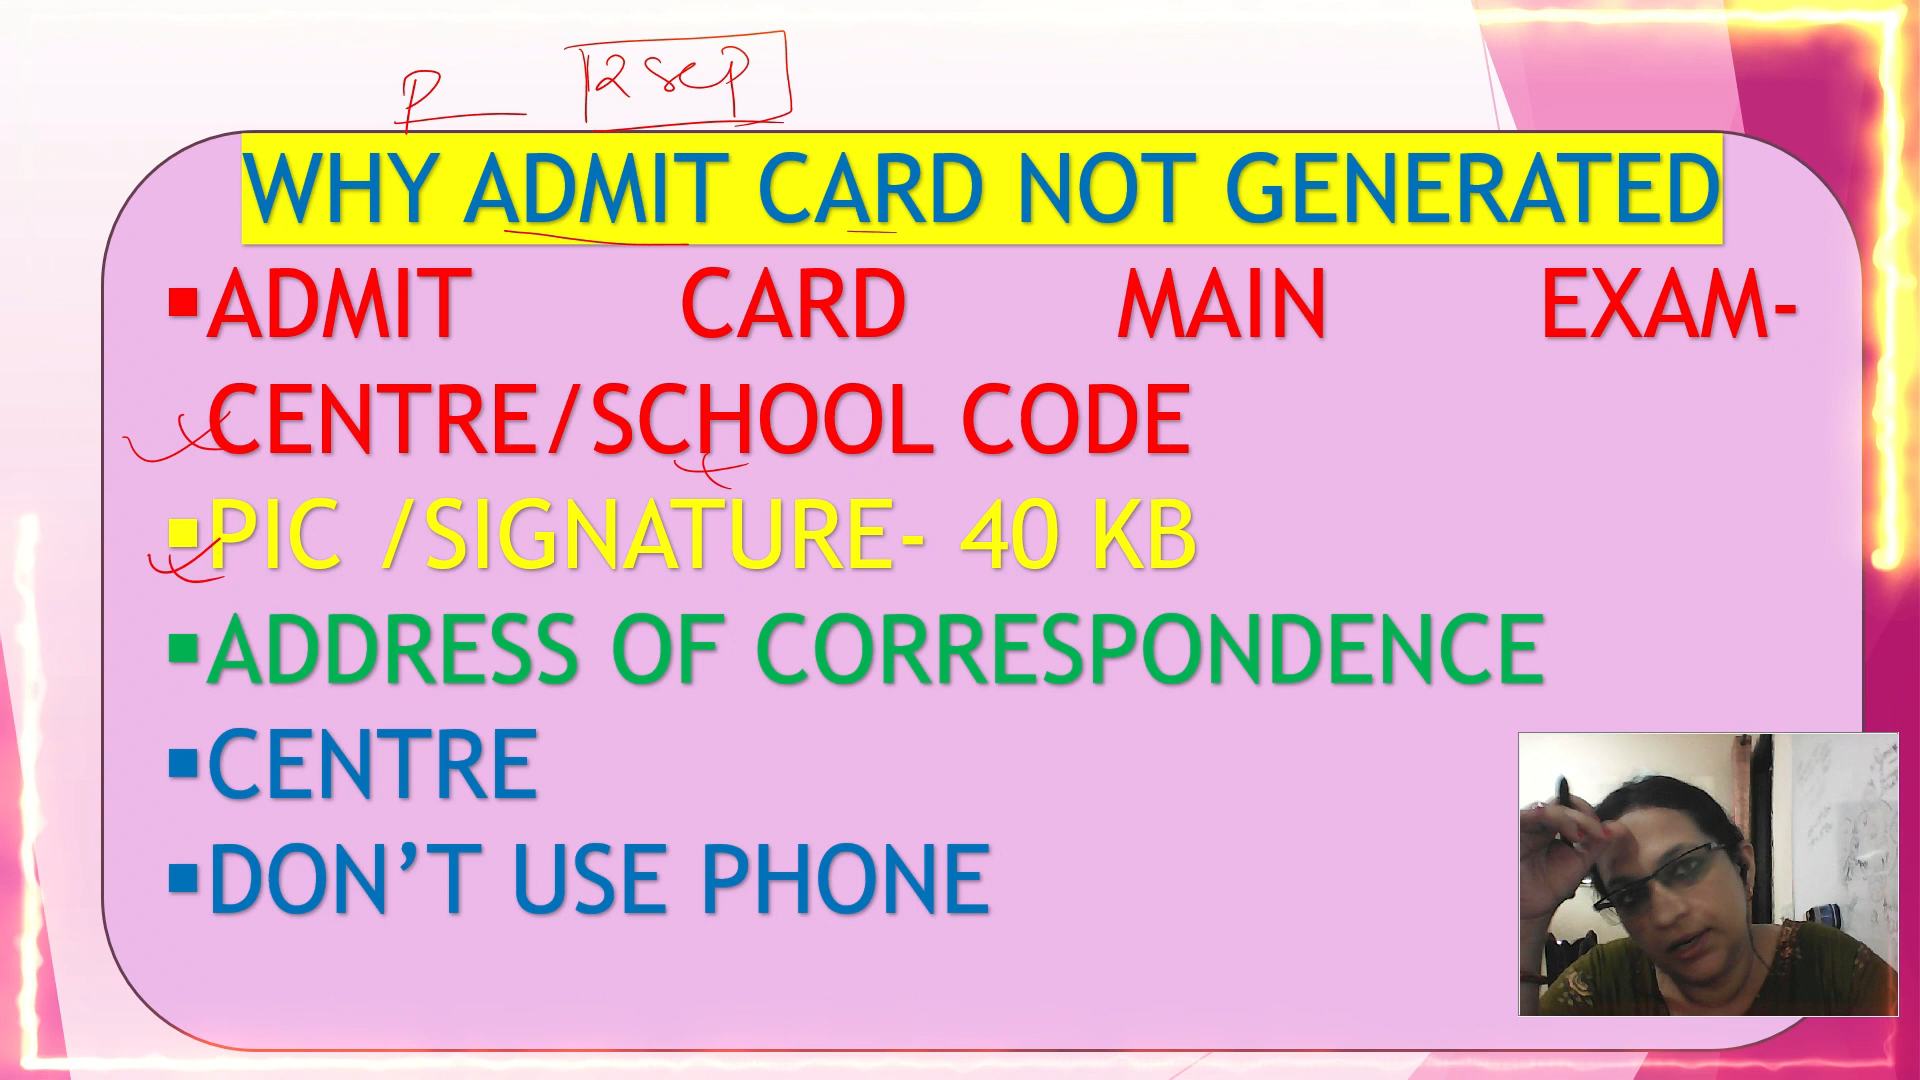 P 12 sep
WHY ADMIT CARD NOT GENERATED
▪ADMIT CARD MAIN EXAM-
CENTRE/SCHOOL CODE
▪PIC /SIGNATURE- 40 KB
▪ADDRESS OF CORRESPONDENCE
▪CENTRE
▪DON’T USE PHONE